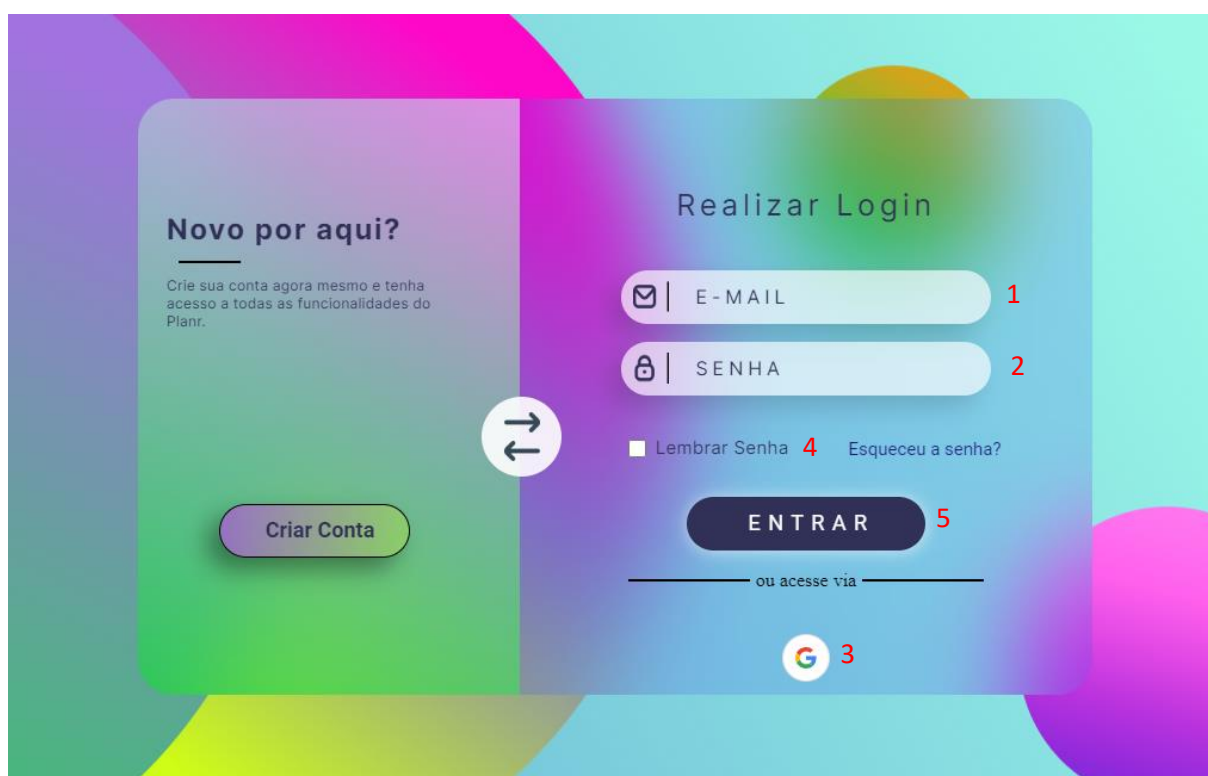 Novo por aqui?
Crie sua conta agora mesmo e tenha
acesso a todas as funcionalidades do
Planr.
Criar Conta
Realizar Login
E-MAIL 1
SENHA 2
Lembrar Senha 4 Esqueceu a senha?
ENTRAR 5
ou acesse via
G 3